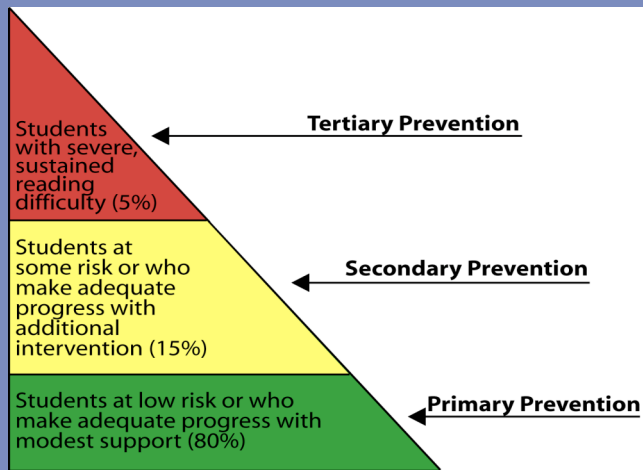 Students
with severe,
sustained
reading
difficulty (5%)
Tertiary Prevention
Students at
some risk or who
make adequate
progress with
additional
intervention (15%)
Secondary Prevention
Students at low risk or who
make adequate progress with
modest support (80%)
Primary Prevention